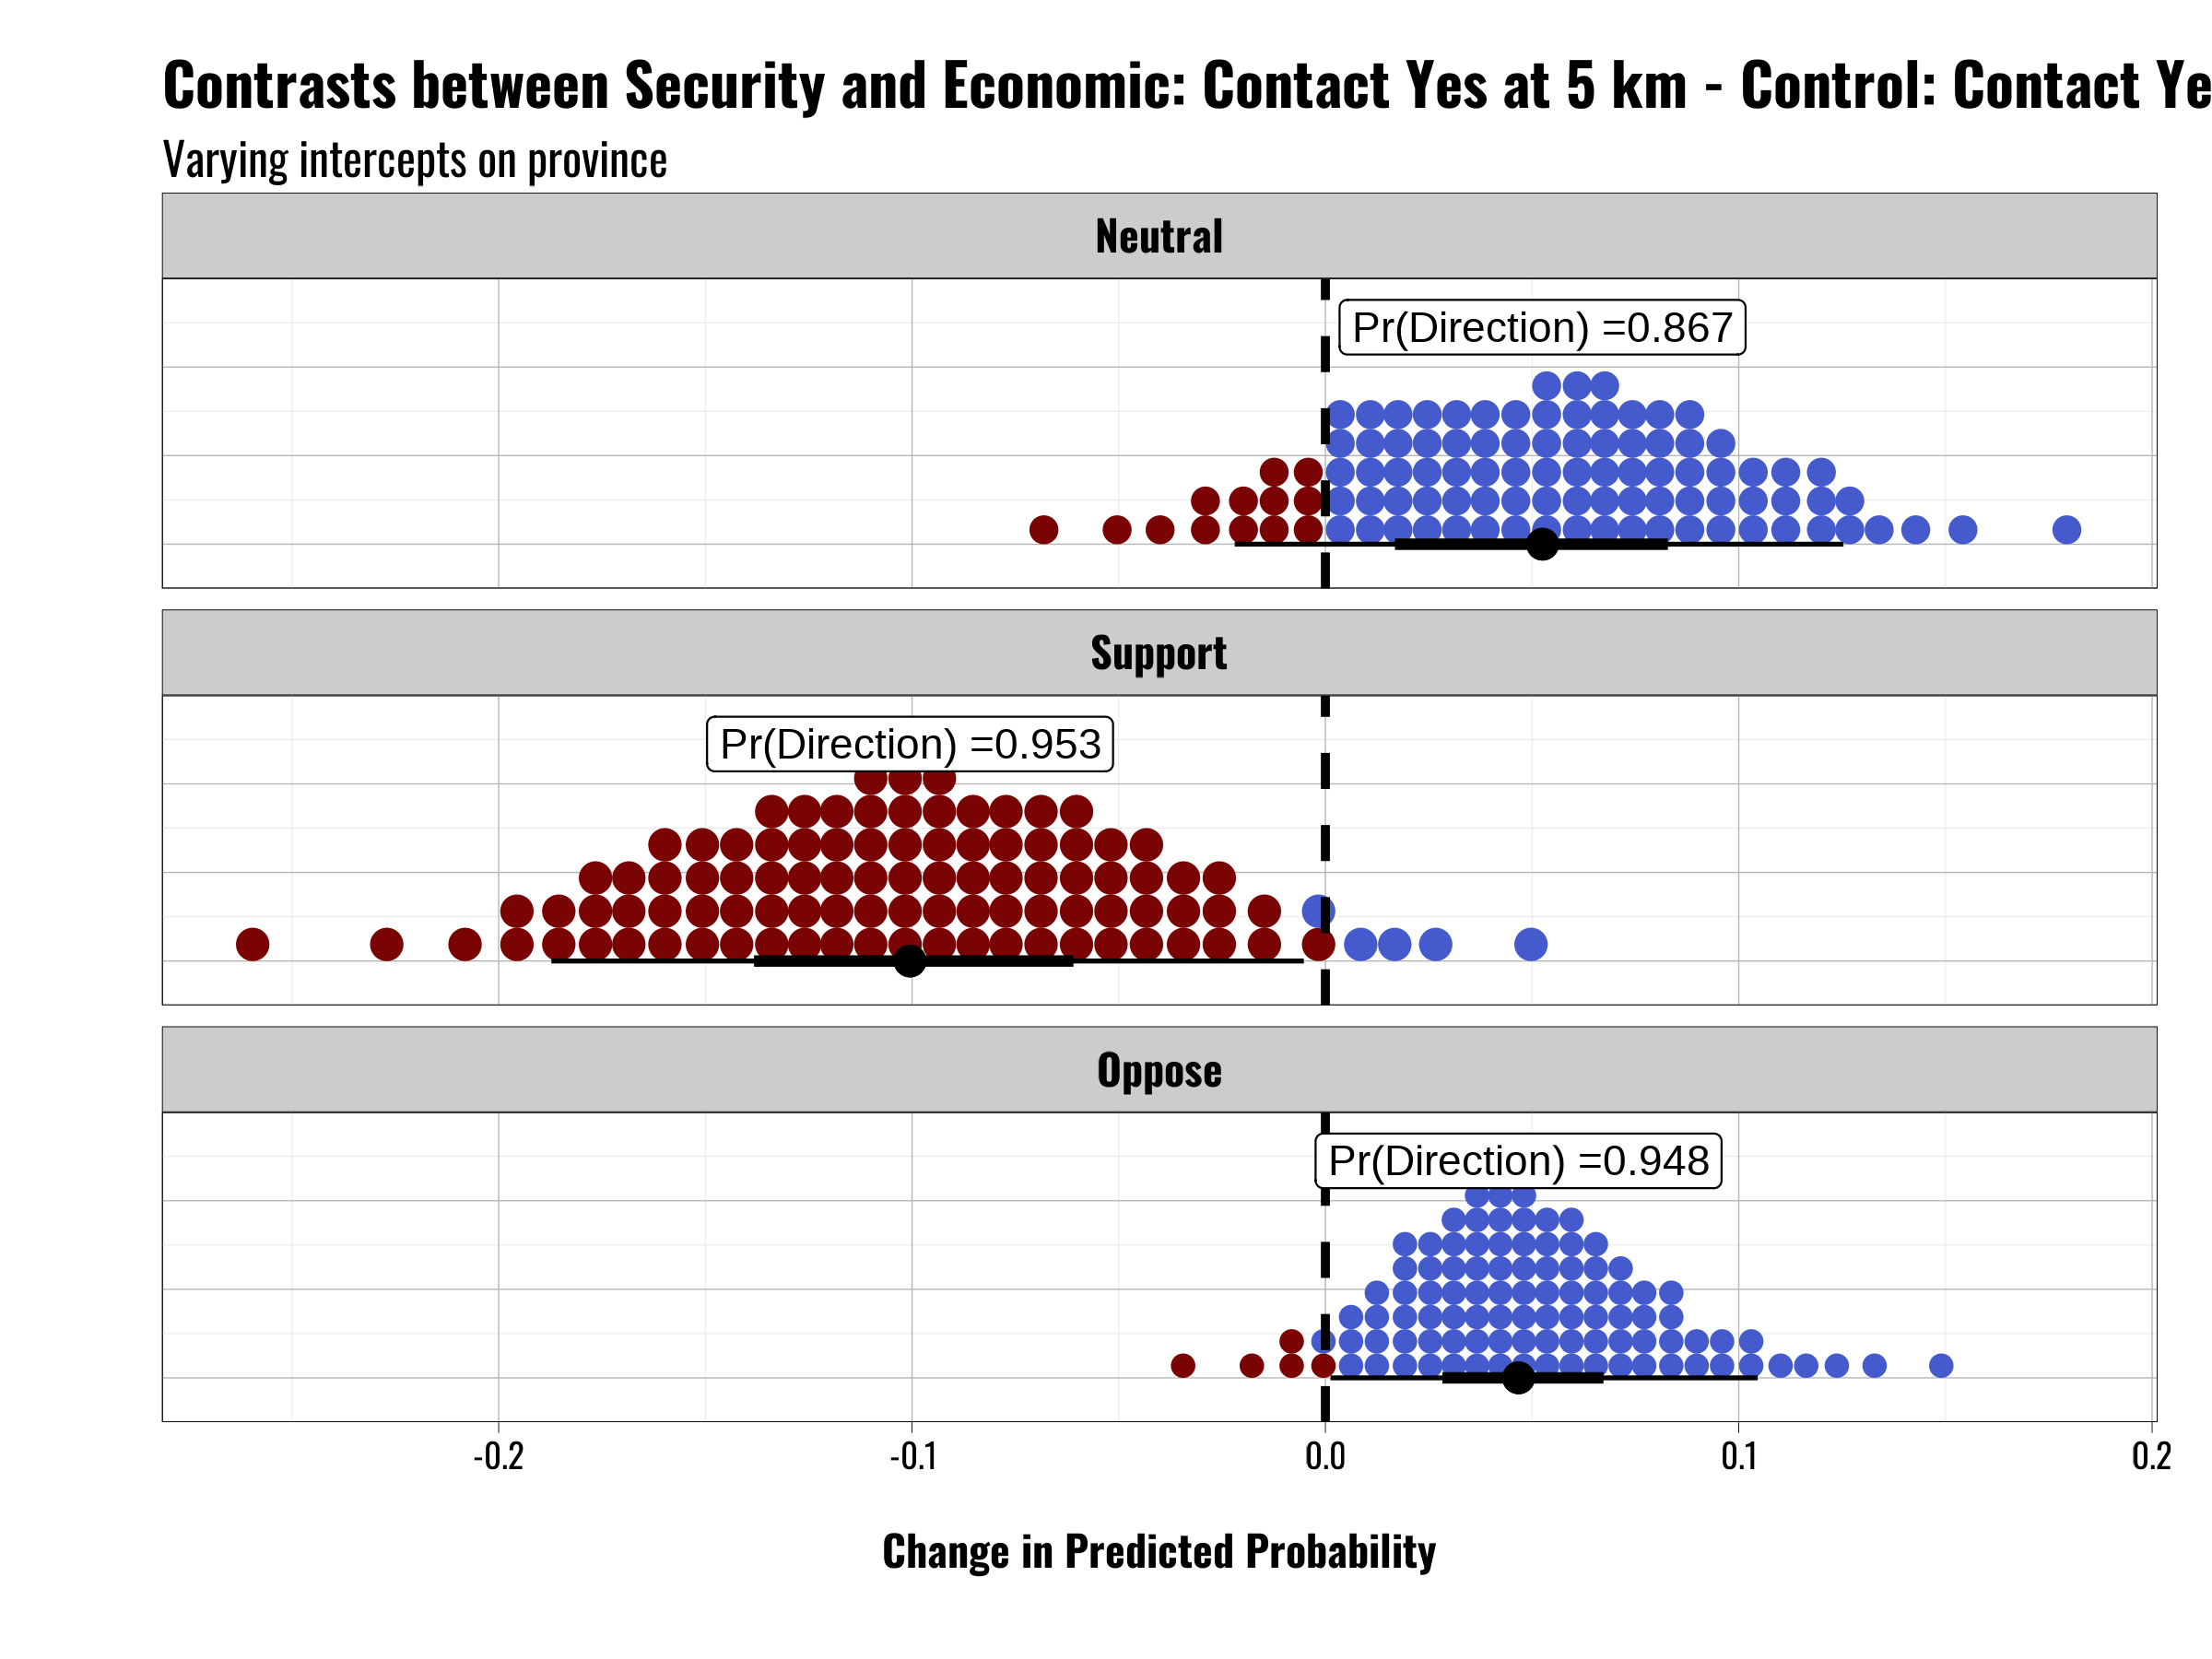 Contrasts between Security and Economic: Contact Yes at 5 km - Control: Contact Ye
Varying intercepts on province
Neutral
Pr(Direction) =0.867
Support
Pr(Direction) =0.953
Oppose
Pr(Direction) =0.948
-0.2 -0.1 0.0 0.1 0.2
Change in Predicted Probability